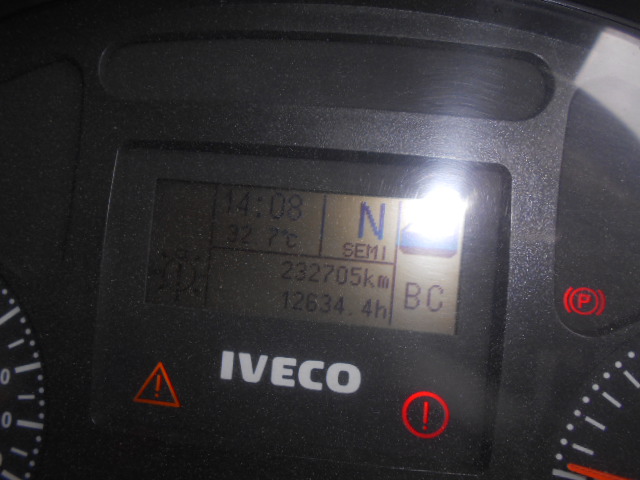 14:08
N
32.7°C
SEMI
232705km
12634.4h
BC
IVECO
P